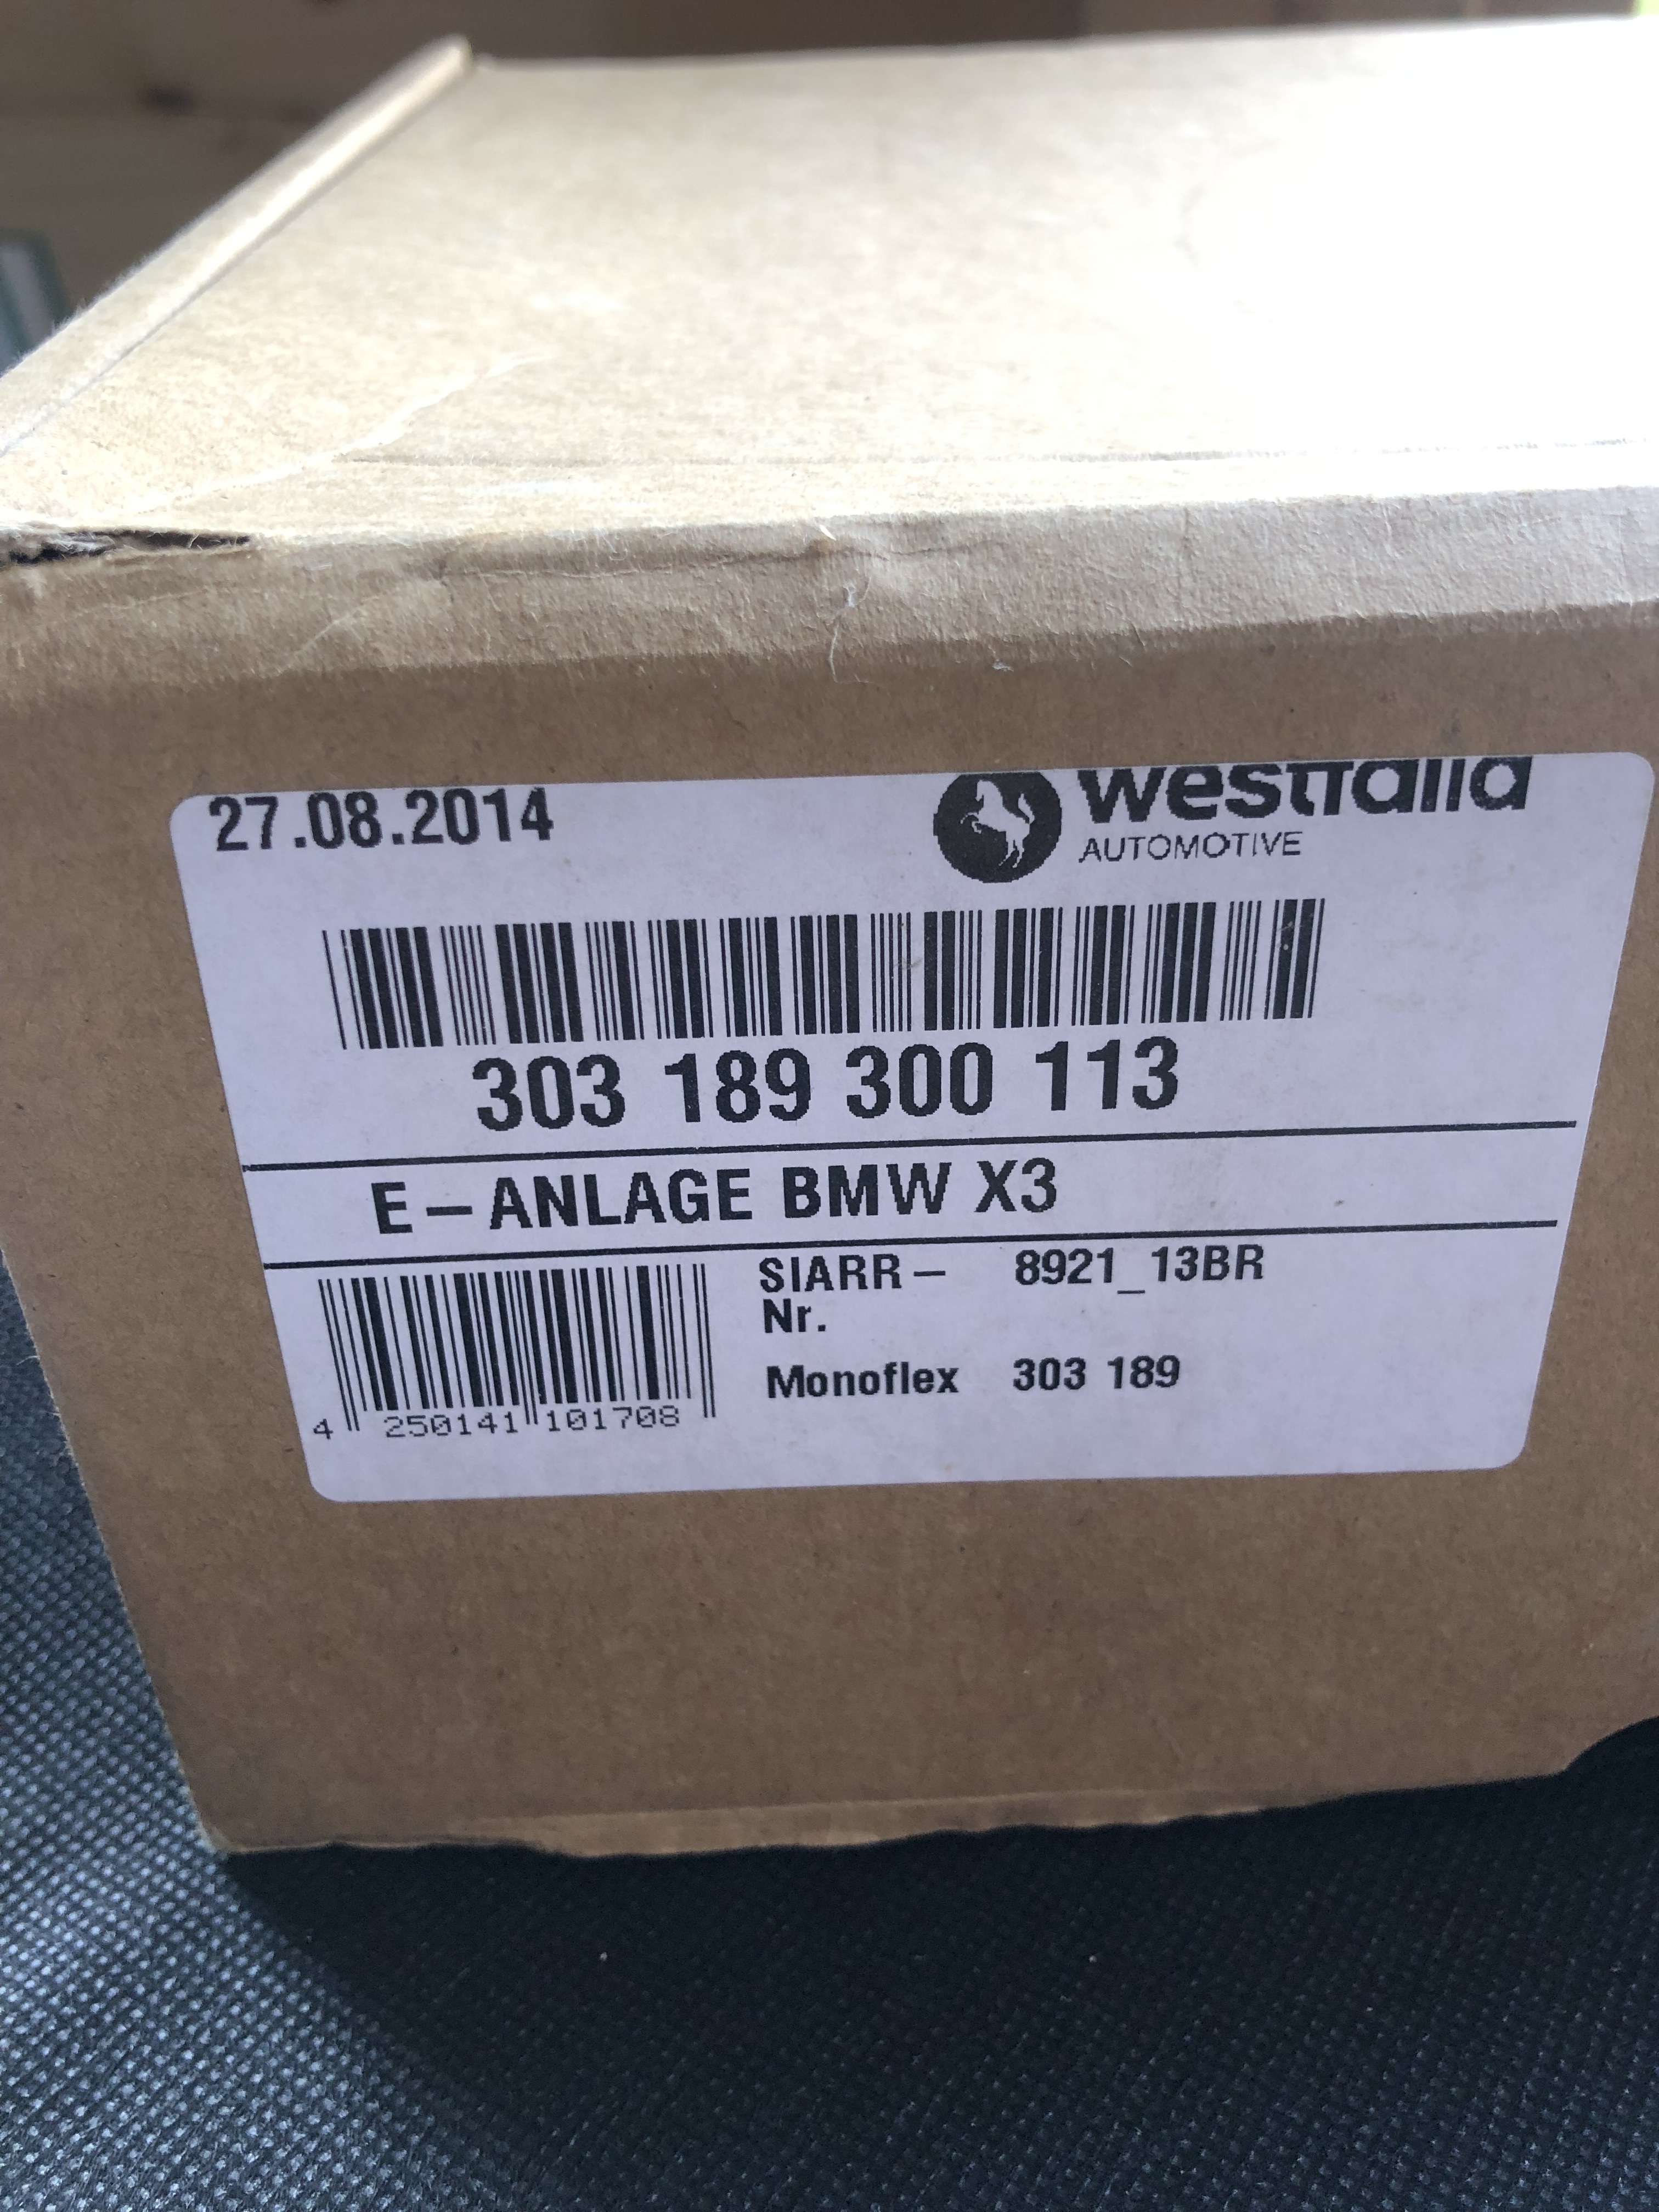 27.08.2014
westfalia
AUTOMOTIVE
303 189 300 113
E-ANLAGE BMW X3
SIARR- 8921_13BR
Nr.
Monoflex 303 189
4 250141 101708